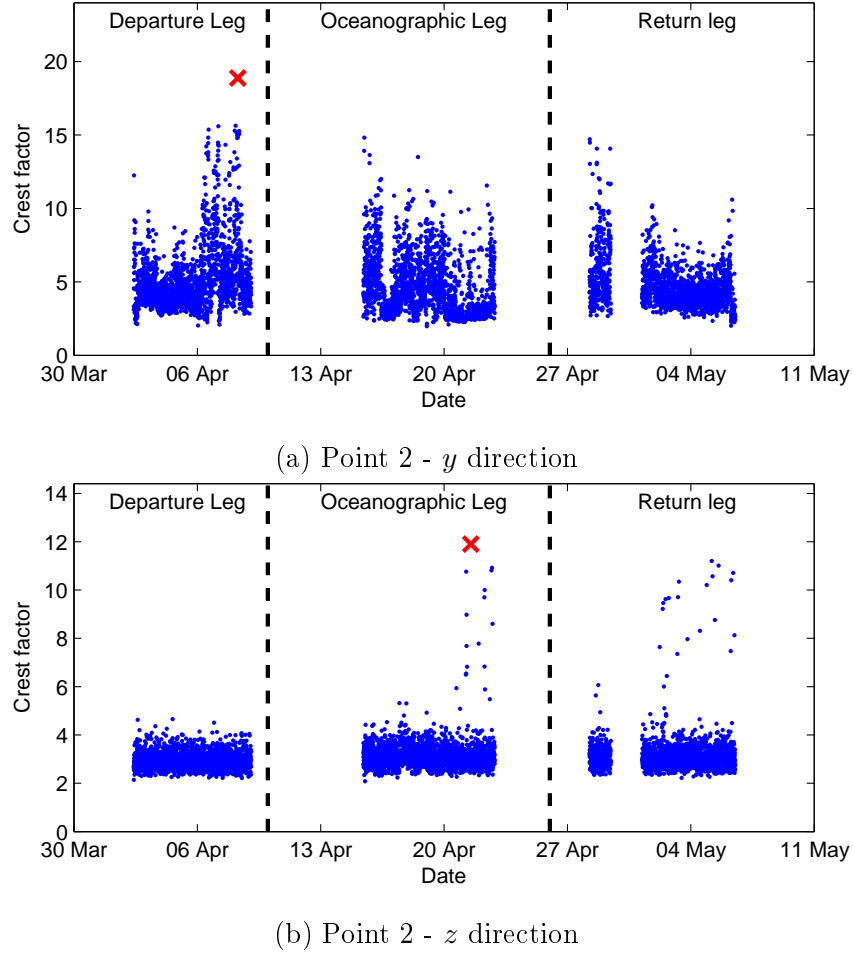 Departure Leg Oceanographic Leg Return leg
20
15
10
5
0
Crest factor
30 Mar 06 Apr 13 Apr 20 Apr 27 Apr 04 May 11 May
Date
(a) Point 2 - y direction
Departure Leg Oceanographic Leg Return leg
14
12
10
8
6
4
2
0
Crest factor
30 Mar 06 Apr 13 Apr 20 Apr 27 Apr 04 May 11 May
Date
(b) Point 2 - z direction